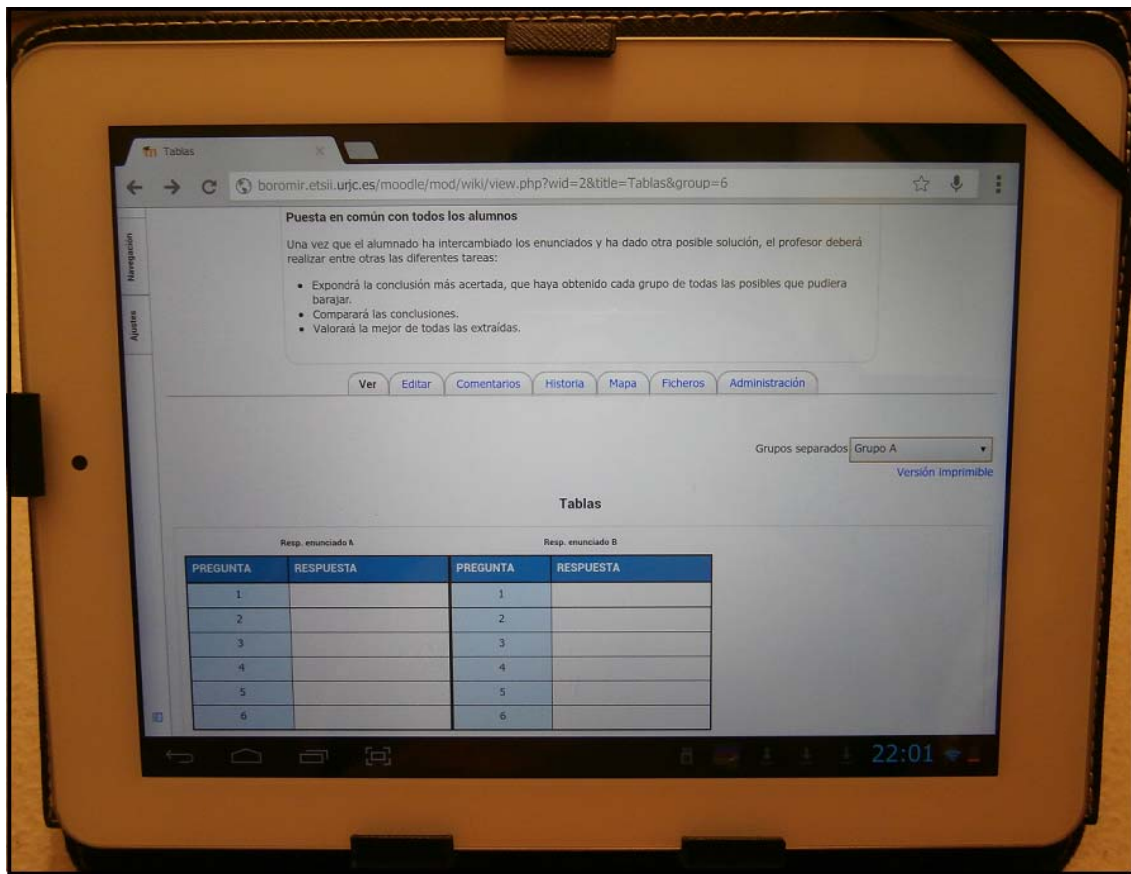 Tablas
boromir.etsii.urjc.es/moodle/mod/wiki/view.php?wid=2&title=Tablas&group=6
Navegación
Ajustes
Puesta en común con todos los alumnos
Una vez que el alumnado ha intercambiado los enunciados y ha dado otra posible solución, el profesor deberá
realizar entre otras las diferentes tareas:
• Expondrá la conclusión más acertada, que haya obtenido cada grupo de todas las posibles que pudiera
barajar.
• Comparará las conclusiones.
• Valorará la mejor de todas las extraídas.
Ver Editar Comentarios Historia Mapa Ficheros Administración
Grupos separados Grupo A
Versión imprimible
Tablas
Resp. enunciado A Resp. enunciado B
PREGUNTA RESPUESTA PREGUNTA RESPUESTA
1 1
2 2
3 3
4 4
5 5
6 6
22:01